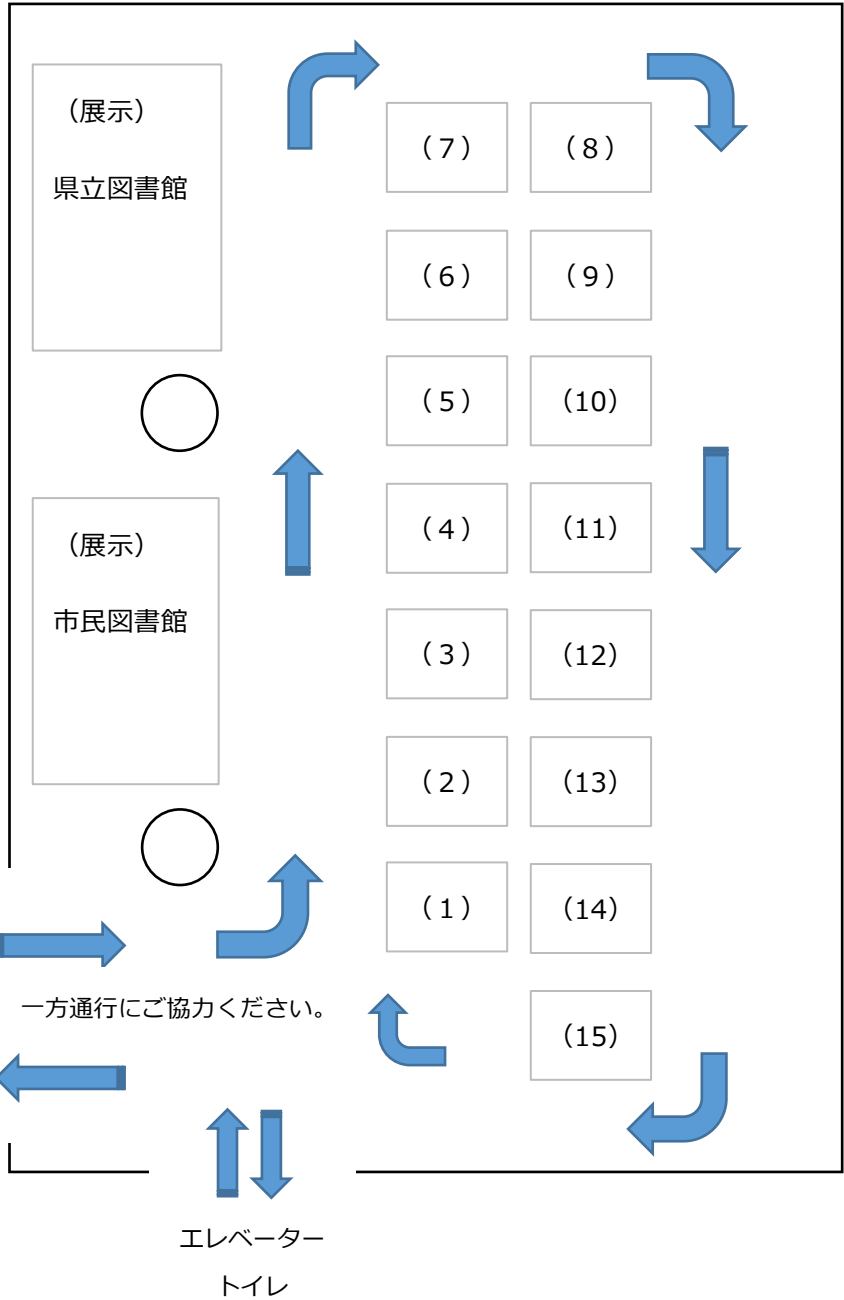 （展示）
県立図書館
（展示）
市民図書館
（７）
（８）
（６）
（９）
（５）
（10）
（４）
（11）
（３）
（12）
（２）
（13）
（１）
（14）
（15）
一方通行にご協力ください。
エレベーター
トイレ